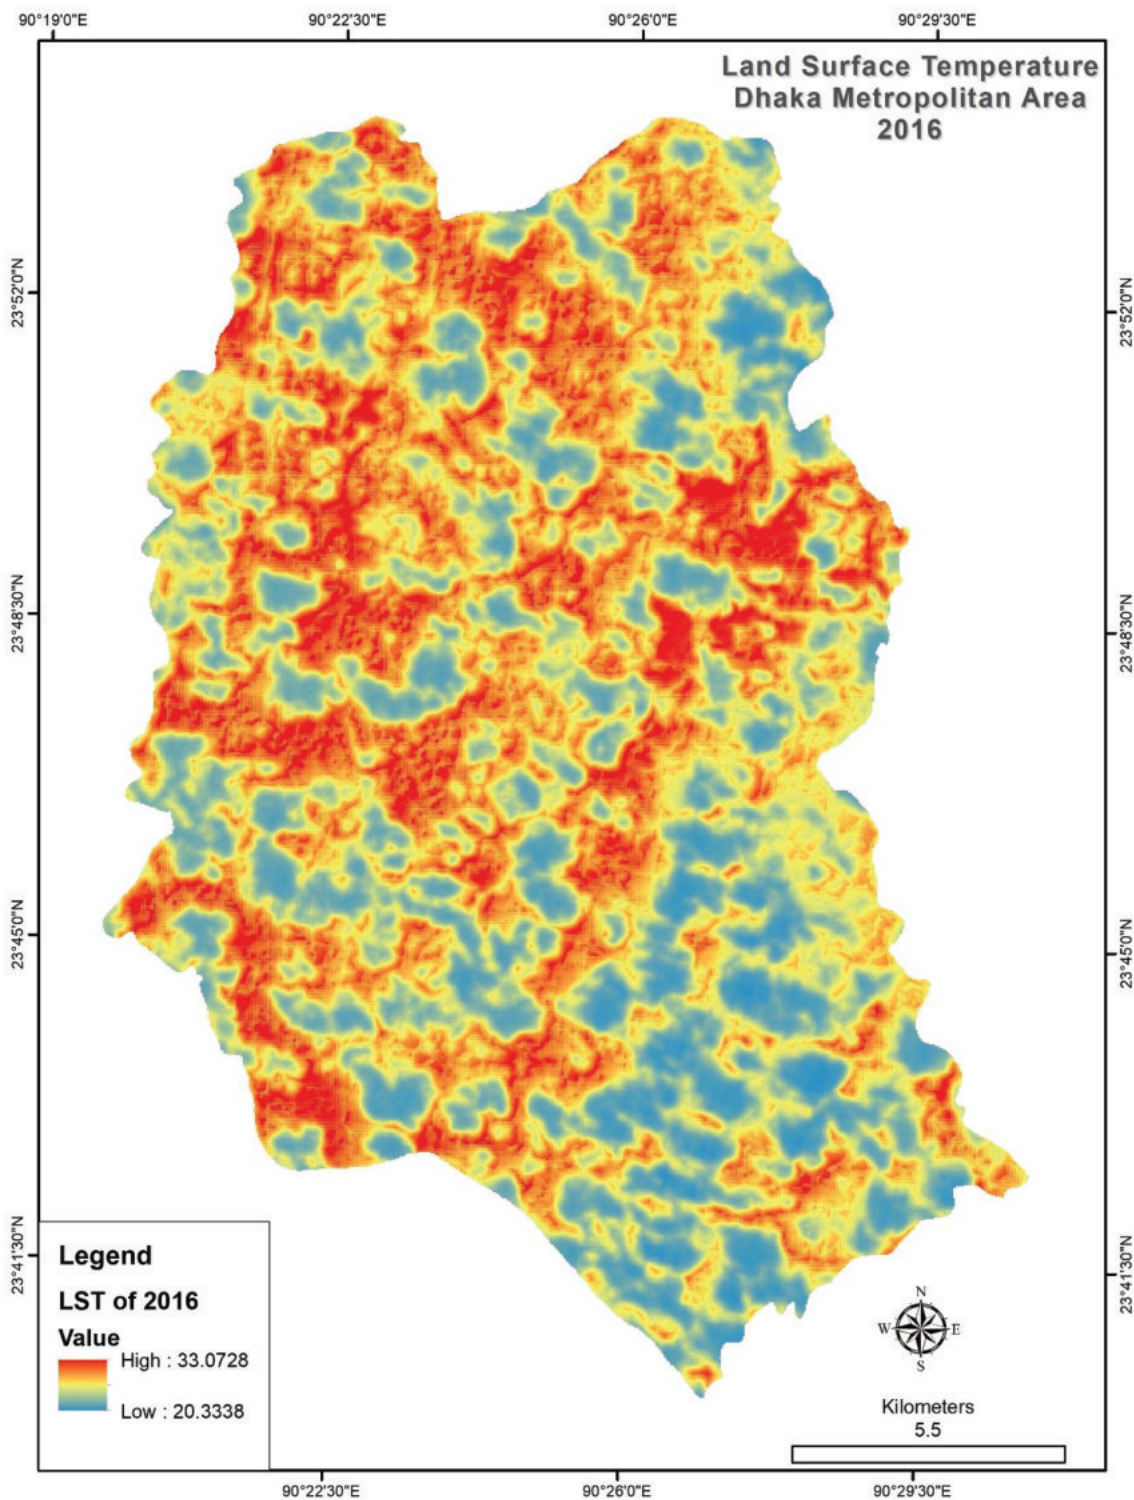 90°19'0"E
90°22'30"E
90°26'0"E
90°29'30"E
Land Surface Temperature
Dhaka Metropolitan Area
2016
23°52'0"N
23°52'0"N
23°48'30"N
23°48'30"N
23°45'0"N
23°45'0"N
23°41'30"N
23°41'30"N
Legend
LST of 2016
Value
High : 33.0728
Low : 20.3338
N
W
E
S
Kilometers
5.5
90°22'30"E
90°26'0"E
90°29'30"E